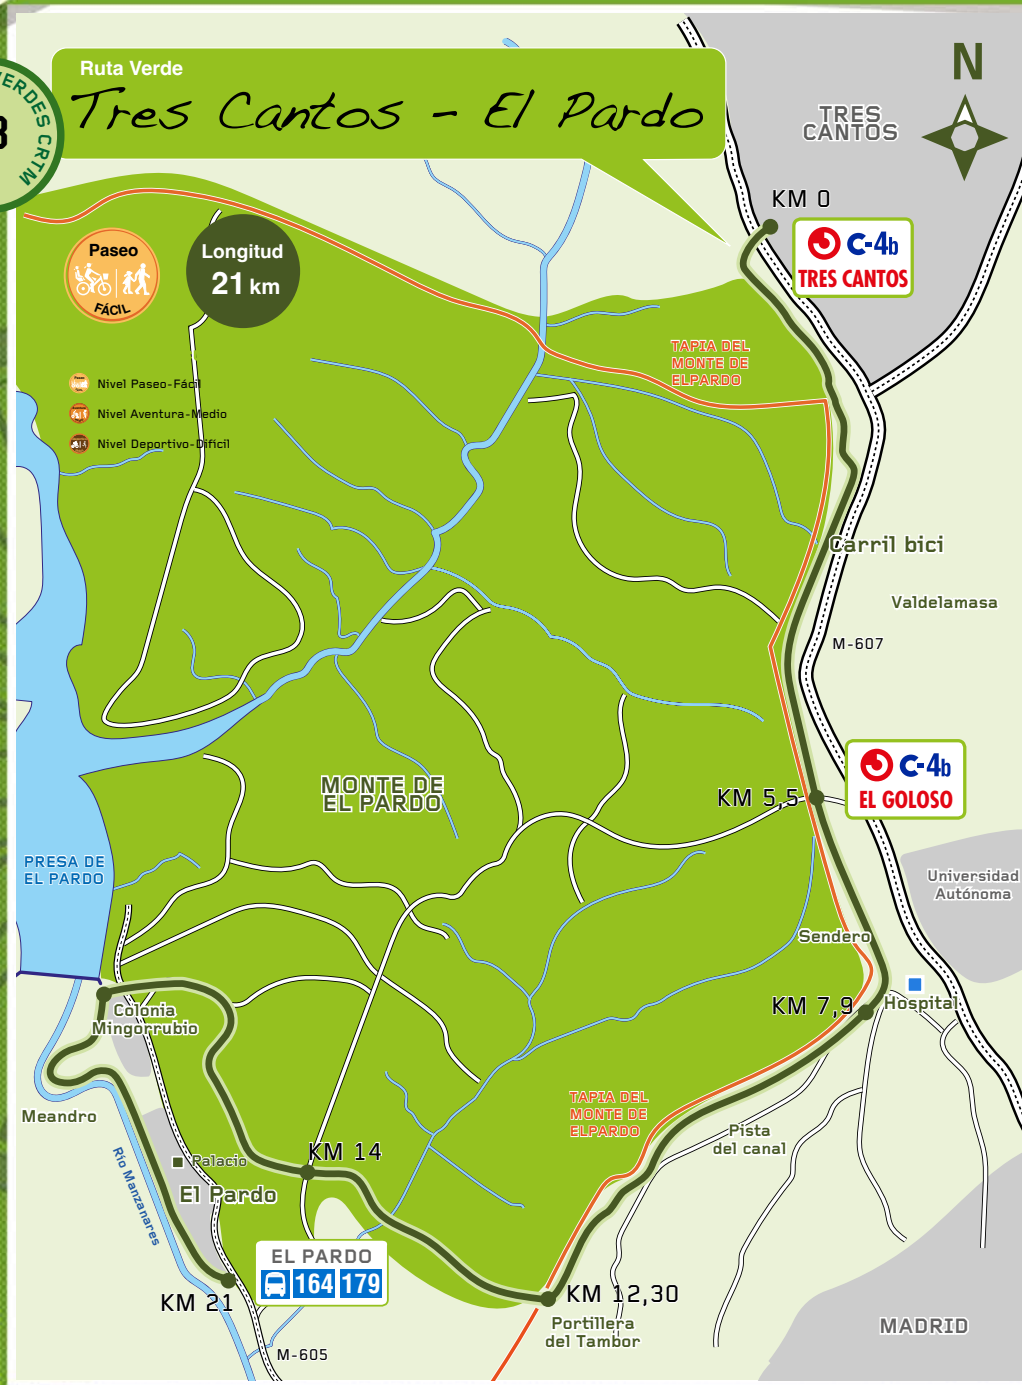 Ruta Verde
Tres Cantos - El Pardo
ERDES CRTM
N
TRES
CANTOS
KM 0
C-4b
TRES CANTOS
Paseo
FÁCIL
Longitud
21 km
TAPIA DEL
MONTE DE
ELPARDO
Nivel Paseo-Fácil
Nivel Aventura-Medio
Nivel Deportivo-Dificil
Carril bici
Valdelamasa
M-607
C-4b
EL GOLOSO
KM 5,5
MONTE DE
EL PARDO
PRESA DE
EL PARDO
Universidad
Autónoma
Sendero
Hospital
KM 7,9
Colonia
Mingorrubio
Meandro
TAPIA DEL
MONTE DE
ELPARDO
Pista
del canal
KM 14
Palacio
El Pardo
Río Manzanares
EL PARDO
164 179
KM 21
KM 12,30
Portillera
del Tambor
MADRID
M-605